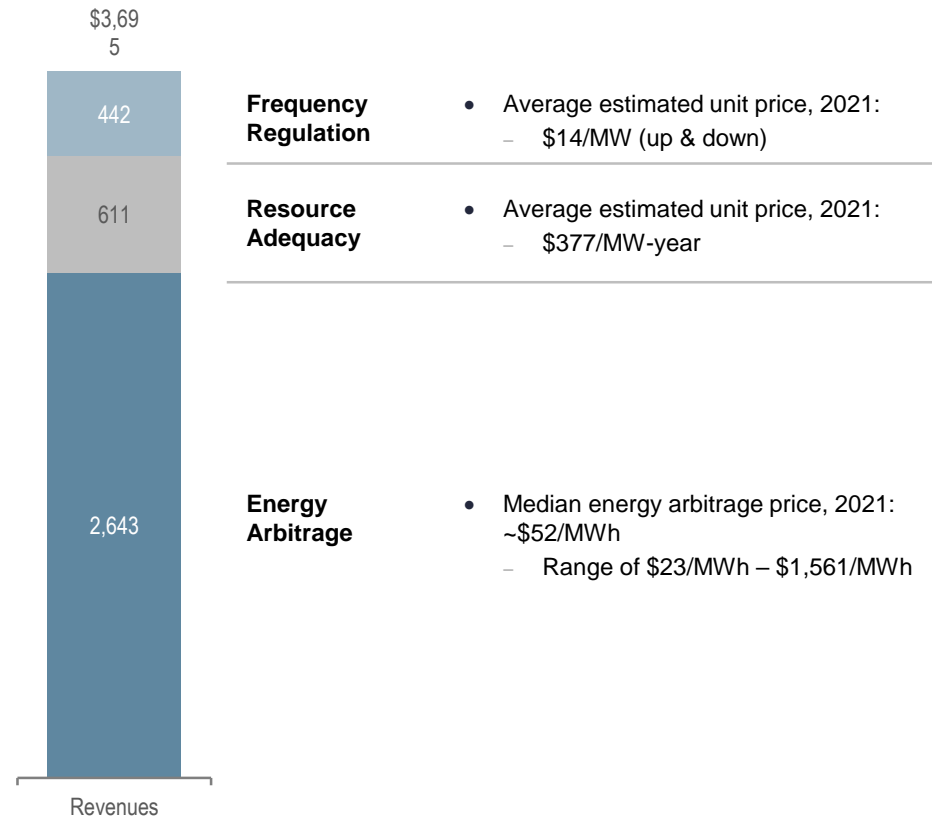 $3,69
5
442
Frequency
Regulation
• Average estimated unit price, 2021:
– $14/MW (up & down)
611
Resource
Adequacy
• Average estimated unit price, 2021:
– $377/MW-year
2,643
Energy
Arbitrage
• Median energy arbitrage price, 2021:
~$52/MWh
– Range of $23/MWh – $1,561/MWh
Revenues